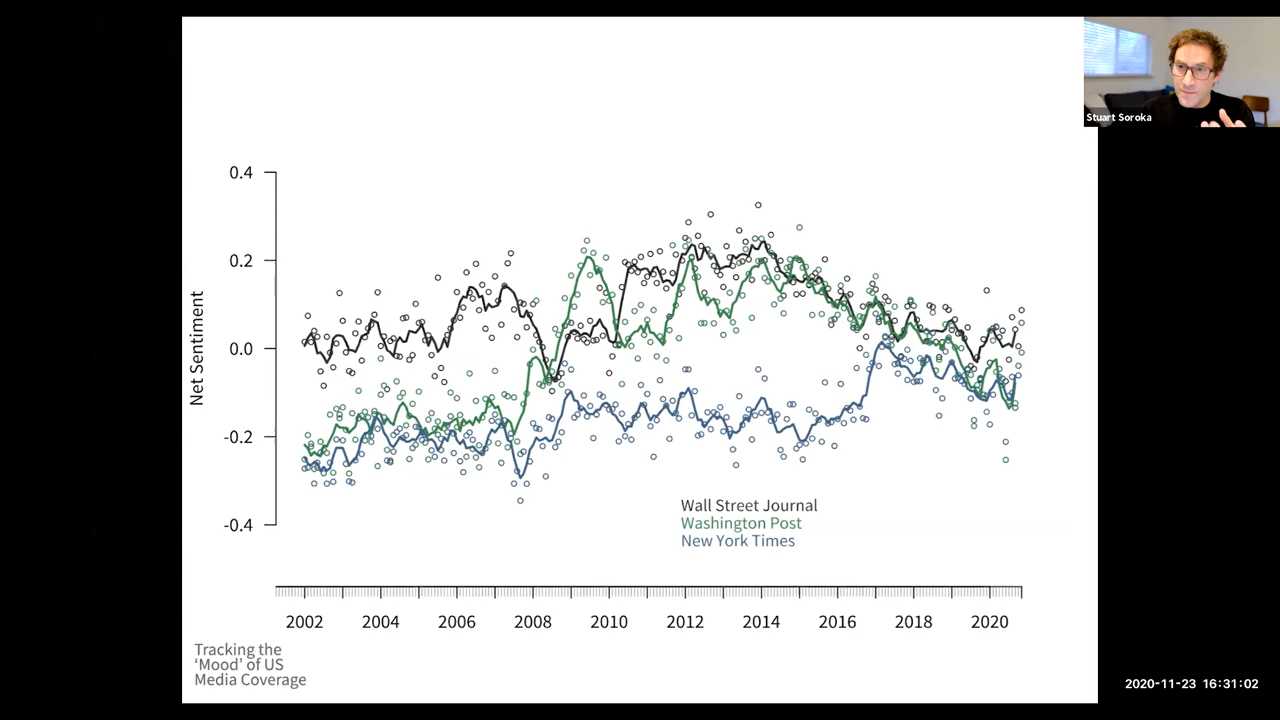 Stuart Soroka
0.4
0.2
0.0
-0.2
-0.4
Net Sentiment
Wall Street Journal
Washington Post
New York Times
2002 2004 2006 2008 2010 2012 2014 2016 2018 2020
Tracking the
‘Mood’ of US
Media Coverage
2020-11-23 16:31:02